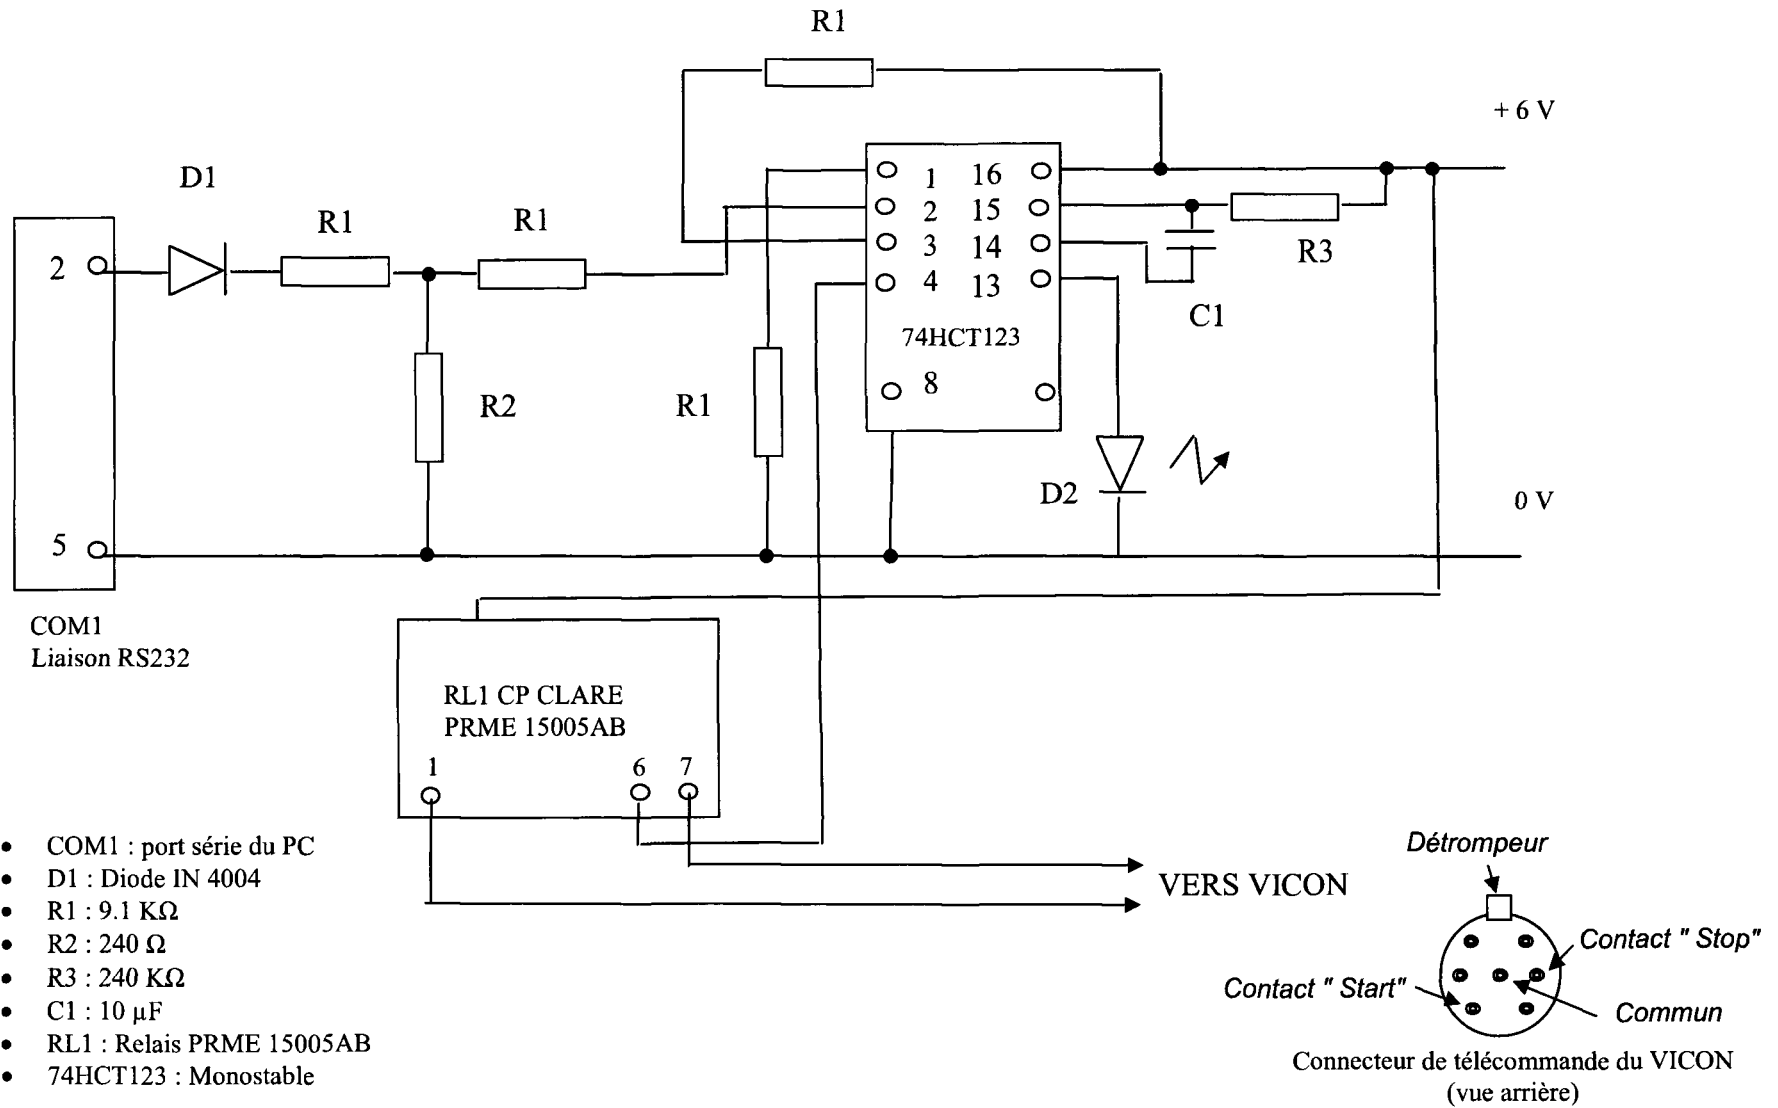 R1
+ 6 V
D1
R1
R1
1 16
2 15
3 14
4 13
74HCT123
8
R3
C1
2
R2
R1
D2
0 V
5
COM1
Liaison RS232
RL1 CP CLARE
PRME 15005AB
1 6 7
VERS VICON
• COM1 : port série du PC
• D1 : Diode IN 4004
• R1 : 9.1 KΩ
• R2 : 240 Ω
• R3 : 240 KΩ
• C1 : 10 µF
• RL1 : Relais PRME 15005AB
• 74HCT123 : Monostable
Détrompeur
Contact " Stop"
Contact " Start"
Commun
Connecteur de télécommande du VICON
(vue arrière)